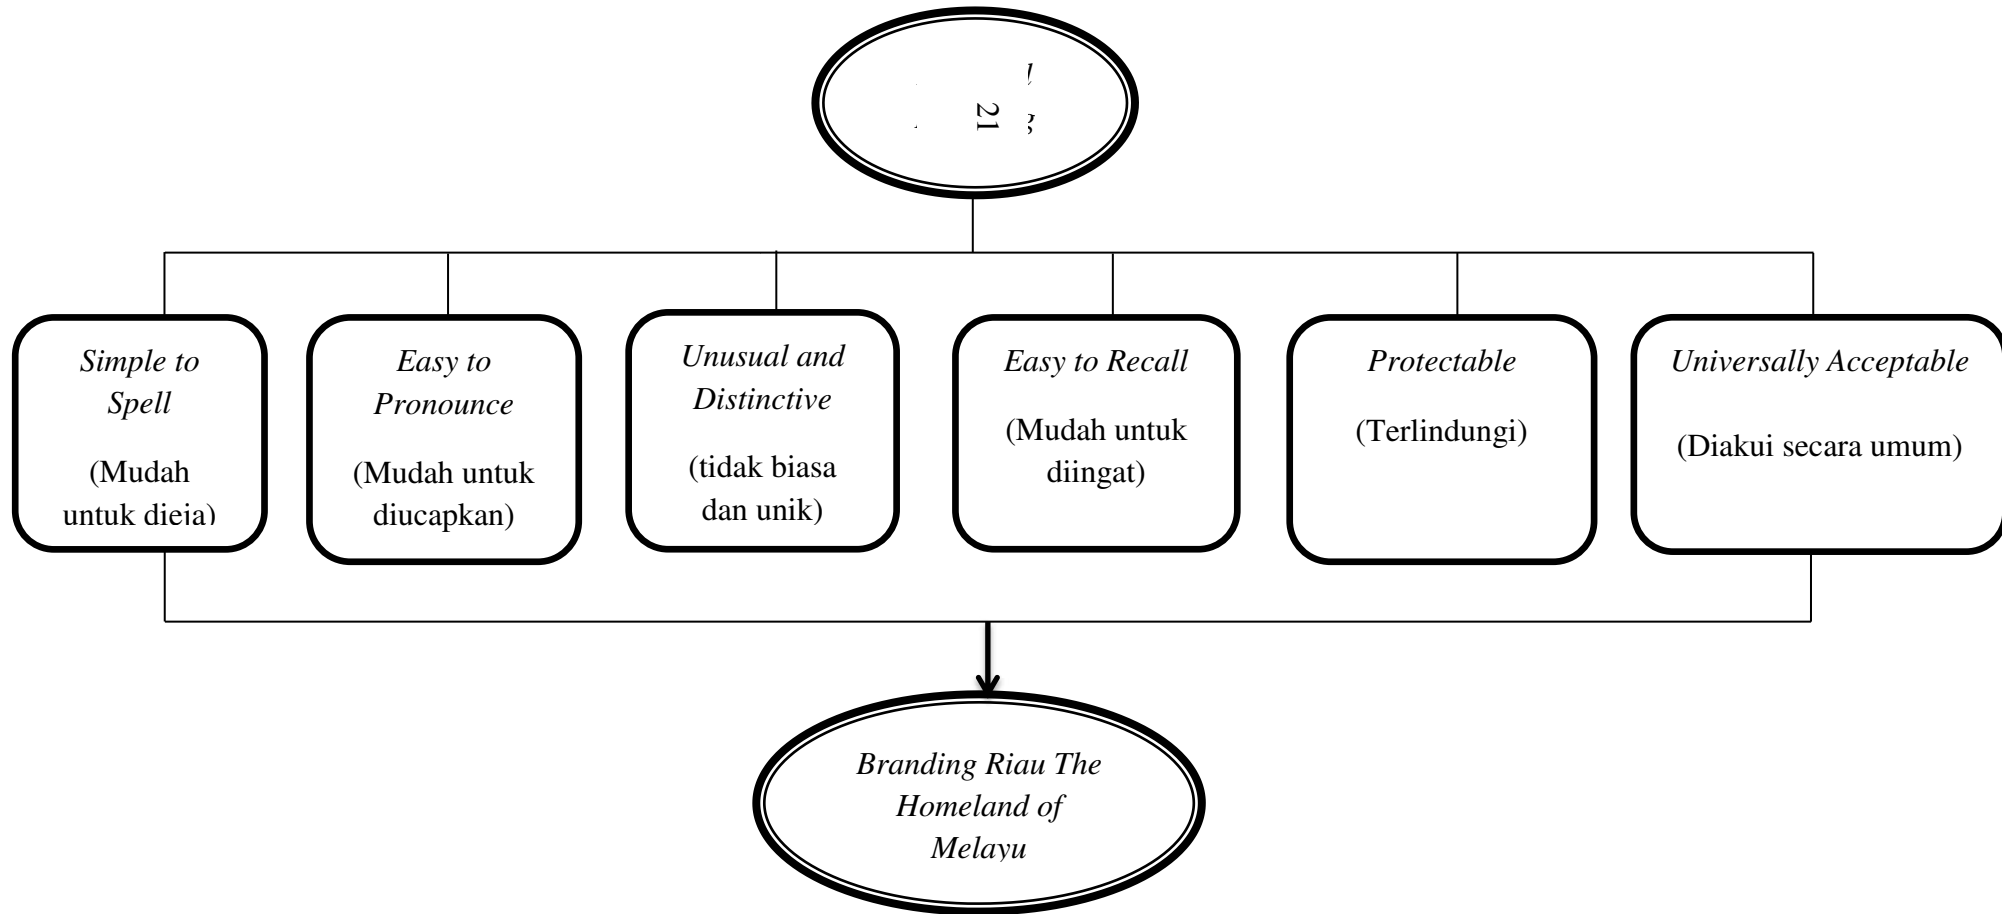 21
Simple to
Spell
(Mudah
untuk dieja)
Easy to
Pronounce
(Mudah untuk
diucapkan)
Unusual and
Distinctive
(tidak biasa
dan unik)
Easy to Recall
(Mudah untuk
diingat)
Protectable
(Terlindungi)
Universally Acceptable
(Diakui secara umum)
Branding Riau The
Homeland of
Melayu